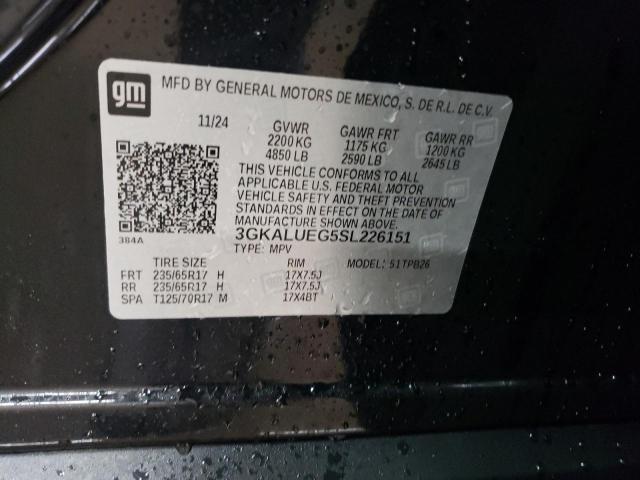 gm
MFD BY GENERAL MOTORS DE MEXICO, S. DE R.L. DE C.V.
11/24 GVWR GAWR FRT GAWR RR
2200 KG 1175 KG 1200 KG
4850 LB 2590 LB 2645 LB
THIS VEHICLE CONFORMS TO ALL
APPLICABLE U.S. FEDERAL MOTOR
VEHICLE SAFETY AND THEFT PREVENTION
STANDARDS IN EFFECT ON THE DATE OF
MANUFACTURE SHOWN ABOVE.
3GKALUEG5SL226151
384A
TYPE: MPV MODEL: 51TPB26
TIRE SIZE RIM
FRT 235/65R17 H 17X7.5J
RR 235/65R17 H 17X7.5J
SPA T125/70R17 M 17X4BT